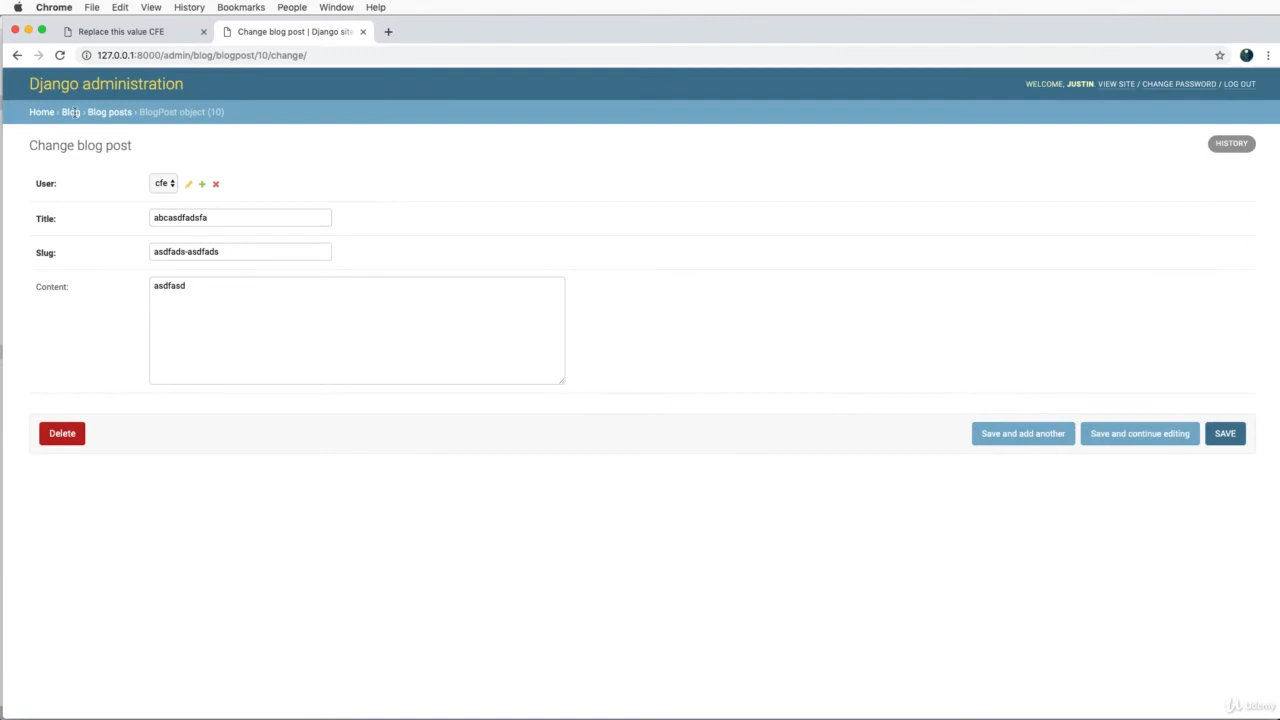 Chrome File Edit View History Bookmarks People Window Help
Replace this value CFE
Change blog post | Django site
127.0.0.1:8000/admin/blog/blogpost/10/change/
Django administration
WELCOME, JUSTIN. VIEW SITE / CHANGE PASSWORD / LOG OUT
Home › Blog › Blog posts › BlogPost object (10)
Change blog post
HISTORY
User: cfe
Title: abcasdfadsfa
Slug: asdfads-asdfads
Content: asdfasd
Delete
Save and add another
Save and continue editing
SAVE
Udemy